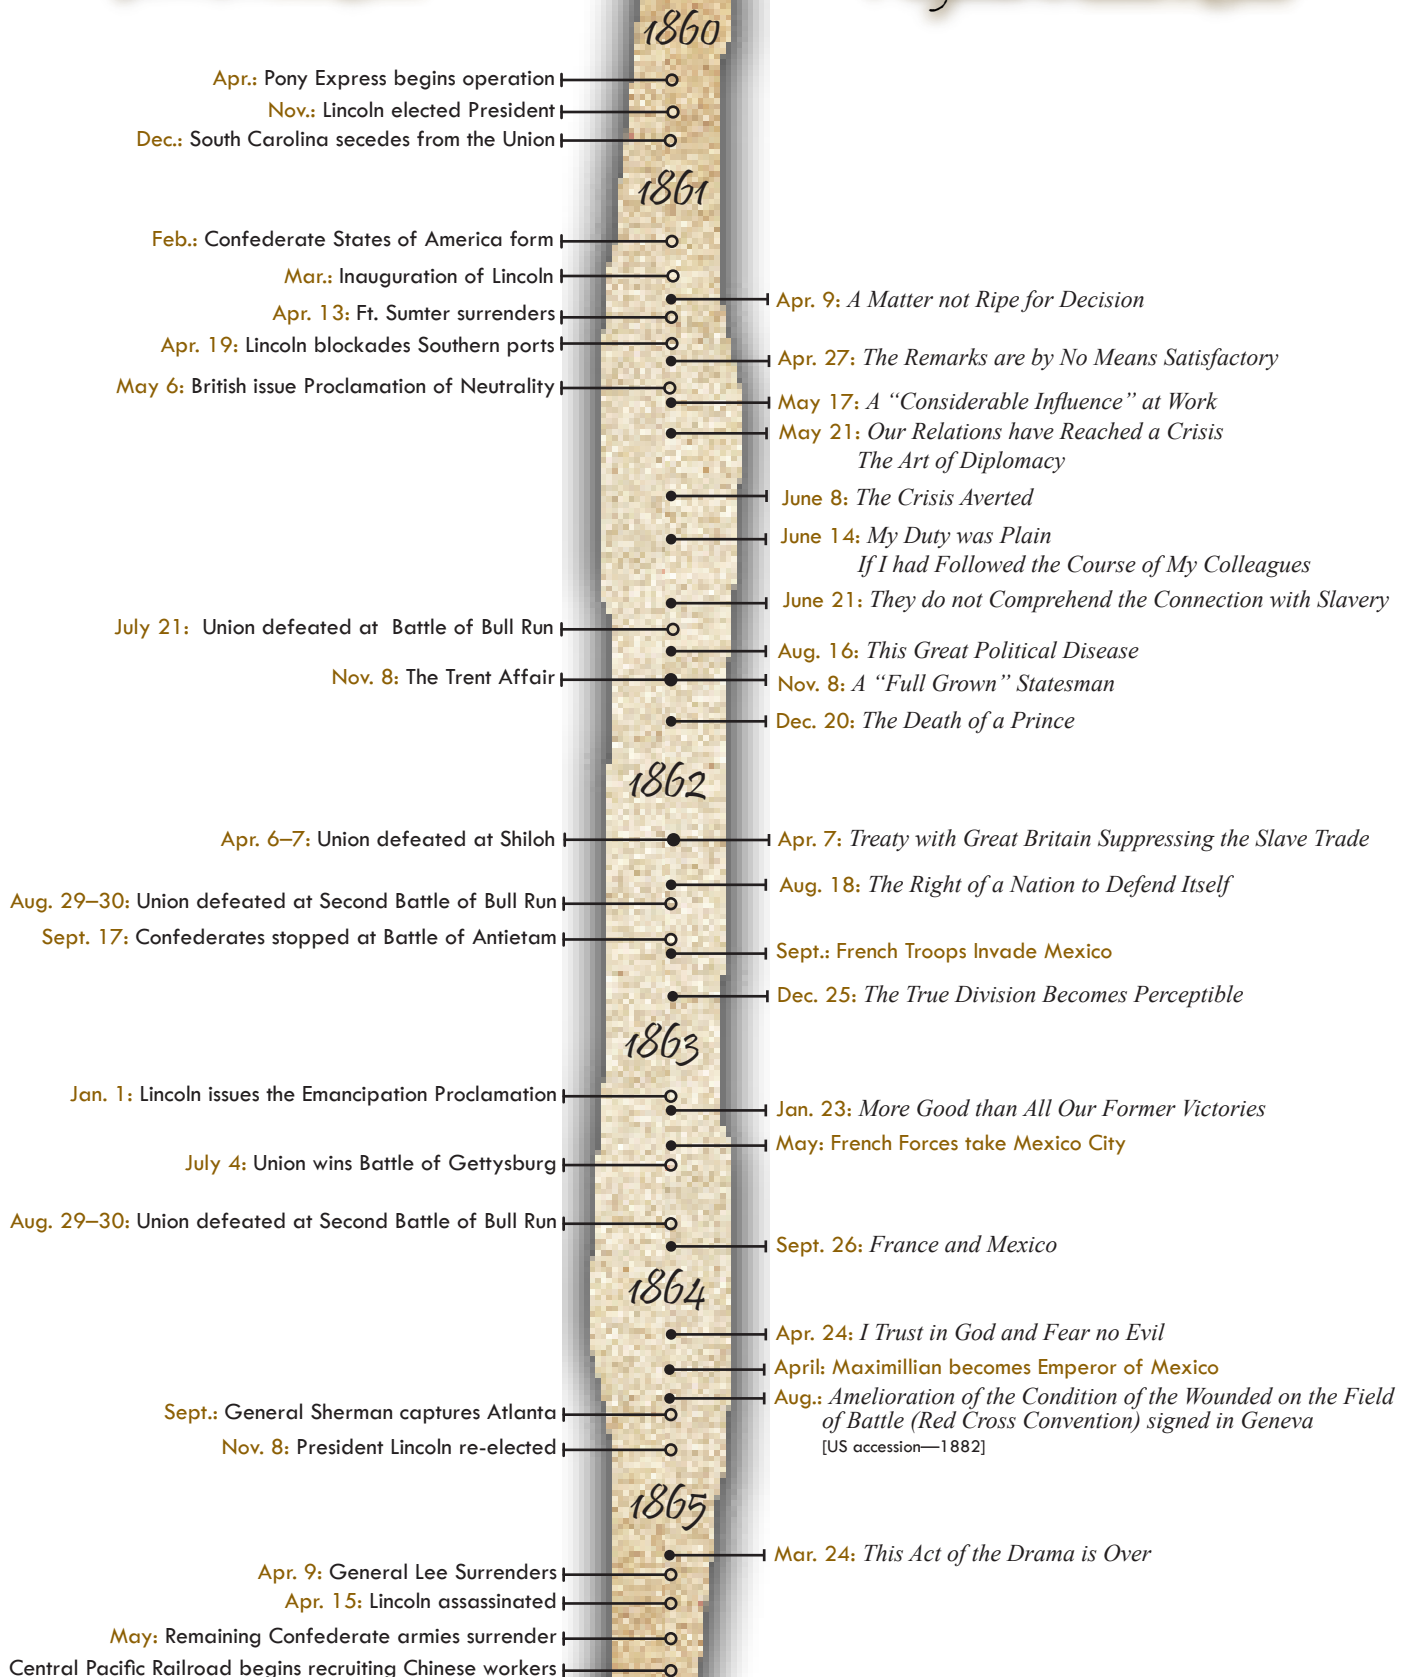 1860
Apr.: Pony Express begins operation
Nov.: Lincoln elected President
Dec.: South Carolina secedes from the Union
1861
Feb.: Confederate States of America form
Mar.: Inauguration of Lincoln
Apr. 9: A Matter not Ripe for Decision
Apr. 13: Ft. Sumter surrenders
Apr. 19: Lincoln blockades Southern ports
Apr. 27: The Remarks are by No Means Satisfactory
May 6: British issue Proclamation of Neutrality
May 17: A “Considerable Influence” at Work
May 21: Our Relations have Reached a Crisis
The Art of Diplomacy
June 8: The Crisis Averted
June 14: My Duty was Plain
If I had Followed the Course of My Colleagues
June 21: They do not Comprehend the Connection with Slavery
July 21: Union defeated at Battle of Bull Run
Aug. 16: This Great Political Disease
Nov. 8: The Trent Affair
Nov. 8: A “Full Grown” Statesman
Dec. 20: The Death of a Prince
1862
Apr. 6–7: Union defeated at Shiloh
Apr. 7: Treaty with Great Britain Suppressing the Slave Trade
Aug. 18: The Right of a Nation to Defend Itself
Aug. 29–30: Union defeated at Second Battle of Bull Run
Sept. 17: Confederates stopped at Battle of Antietam
Sept.: French Troops Invade Mexico
Dec. 25: The True Division Becomes Perceptible
1863
Jan. 1: Lincoln issues the Emancipation Proclamation
Jan. 23: More Good than All Our Former Victories
May: French Forces take Mexico City
July 4: Union wins Battle of Gettysburg
Aug. 29–30: Union defeated at Second Battle of Bull Run
Sept. 26: France and Mexico
1864
Apr. 24: I Trust in God and Fear no Evil
April: Maximillian becomes Emperor of Mexico
Aug.: Amelioration of the Condition of the Wounded on the Field
of Battle (Red Cross Convention) signed in Geneva
[US accession—1882]
Sept.: General Sherman captures Atlanta
Nov. 8: President Lincoln re-elected
1865
Mar. 24: This Act of the Drama is Over
Apr. 9: General Lee Surrenders
Apr. 15: Lincoln assassinated
May: Remaining Confederate armies surrender
Central Pacific Railroad begins recruiting Chinese workers